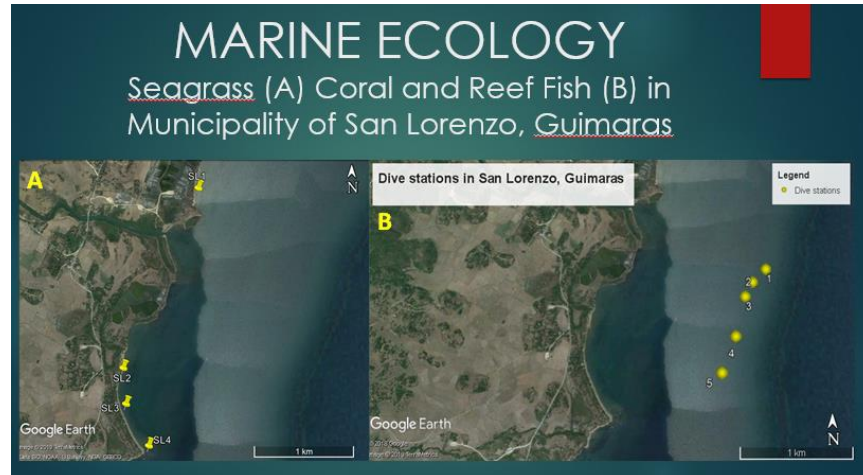 MARINE ECOLOGY
Seagrass (A) Coral and Reef Fish (B) in
Municipality of San Lorenzo, Guimaras
A
SL1
N
SL2
SL3
SL4
Google Earth
1 km
Dive stations in San Lorenzo, Guimaras
Legend
Dive stations
B
1
2
3
4
5
Google Earth
N
1 km